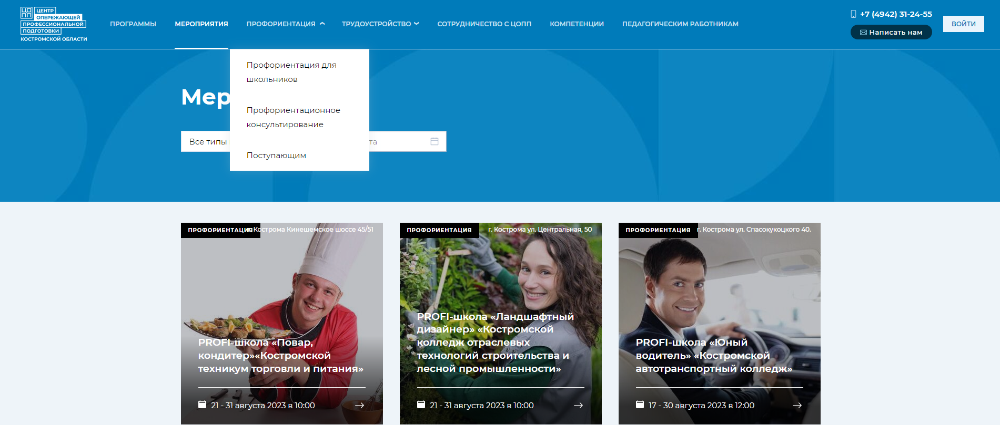 ЦОПП
ЦЕНТР
ОПЕРЕЖАЮЩЕЙ
ПРОФЕССИОНАЛЬНОЙ
ПОДГОТОВКИ
КОСТРОМСКОЙ ОБЛАСТИ
ПРОГРАММЫ
МЕРОПРИЯТИЯ
ПРОФОРИЕНТАЦИЯ
ТРУДОУСТРОЙСТВО
СОТРУДНИЧЕСТВО С ЦОПП
КОМПЕТЕНЦИИ
ПЕДАГОГИЧЕСКИМ РАБОТНИКАМ
+7 (4942) 31-24-55
Написать нам
ВОЙТИ
Профориентация для
школьников
Профориентационное
консультирование
Поступающим
Мер
Все типы
та
ПРОФОРИЕНТАЦИЯ
г. Кострома Кинешемское шоссе 45/51
PROFI-школа «Повар,
кондитер»«Костромской
техникум торговли и питания»
21 - 31 августа 2023 в 10:00
ПРОФОРИЕНТАЦИЯ
г. Кострома ул. Центральная, 50
PROFI-школа «Ландшафтный
дизайнер» «Костромской
колледж отраслевых
технологий строительства и
лесной промышленности»
21 - 31 августа 2023 в 10:00
ПРОФОРИЕНТАЦИЯ
г. Кострома ул. Спасокукоцкого 40.
PROFI-школа «Юный
водитель» «Костромской
автотранспортный колледж»
17 - 30 августа 2023 в 12:00